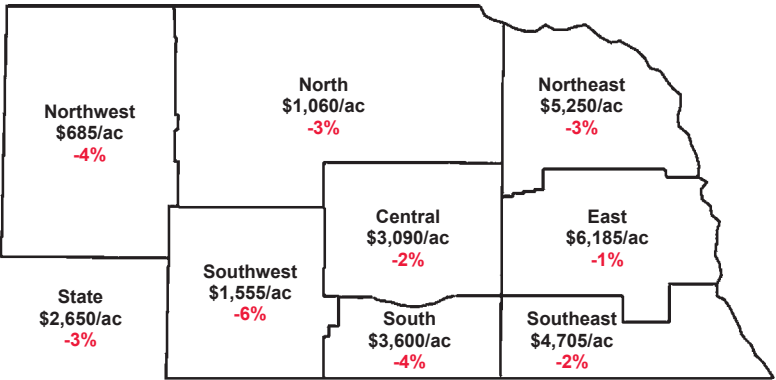 North
$1,060/ac
-3%
Northeast
$5,250/ac
-3%
Northwest
$685/ac
-4%
Central
$3,090/ac
-2%
East
$6,185/ac
-1%
Southwest
$1,555/ac
-6%
State
$2,650/ac
-3%
South
$3,600/ac
-4%
Southeast
$4,705/ac
-2%